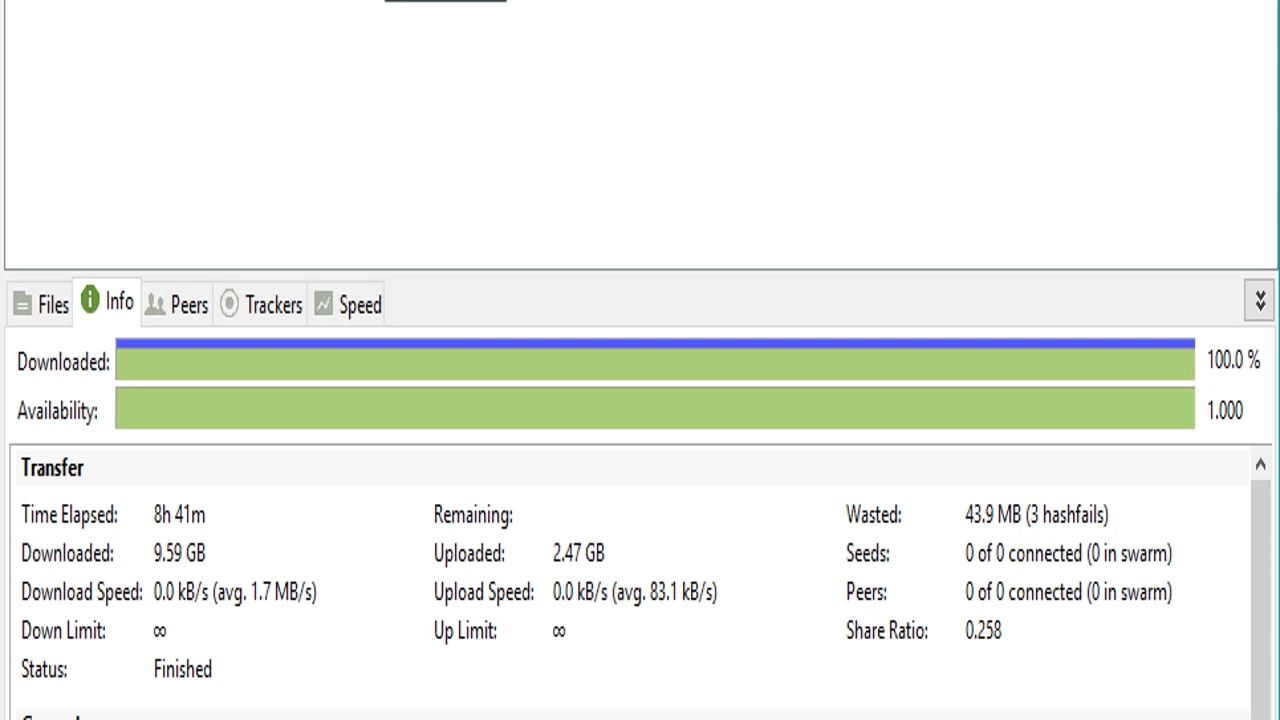 Files Info Peers Trackers Speed
Downloaded: 100.0 %
Availability: 1.000
Transfer
Time Elapsed: 8h 41m Remaining: Wasted: 43.9 MB (3 hashfails)
Downloaded: 9.59 GB Uploaded: 2.47 GB Seeds: 0 of 0 connected (0 in swarm)
Download Speed: 0.0 kB/s (avg. 1.7 MB/s) Upload Speed: 0.0 kB/s (avg. 83.1 kB/s) Peers: 0 of 0 connected (0 in swarm)
Down Limit: ∞ Up Limit: ∞ Share Ratio: 0.258
Status: Finished